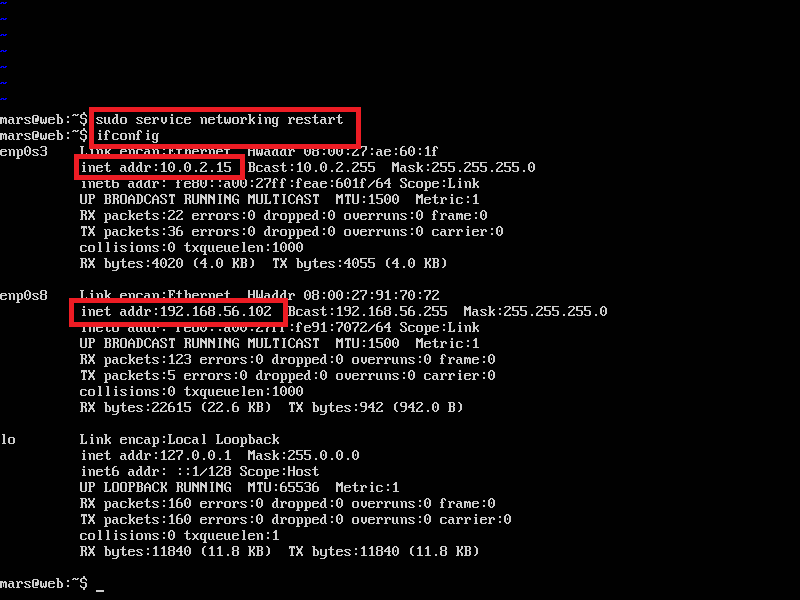 ~
~
~
~
~
~
~
mars@web:~$ sudo service networking restart
mars@web:~$ ifconfig
enp0s3    Link encap:Ethernet  HWaddr 08:00:27:ae:60:1f
          inet addr:10.0.2.15  Bcast:10.0.2.255  Mask:255.255.255.0
          inet6 addr: fe80::a00:27ff:feae:601f/64 Scope:Link
          UP BROADCAST RUNNING MULTICAST  MTU:1500  Metric:1
          RX packets:22 errors:0 dropped:0 overruns:0 frame:0
          TX packets:36 errors:0 dropped:0 overruns:0 carrier:0
          collisions:0 txqueuelen:1000
          RX bytes:4020 (4.0 KB)  TX bytes:4055 (4.0 KB)
enp0s8    Link encap:Ethernet  HWaddr 08:00:27:91:70:72
          inet addr:192.168.56.102  Bcast:192.168.56.255  Mask:255.255.255.0
          inet6 addr: fe80::a00:27ff:fe91:7072/64 Scope:Link
          UP BROADCAST RUNNING MULTICAST  MTU:1500  Metric:1
          RX packets:123 errors:0 dropped:0 overruns:0 frame:0
          TX packets:5 errors:0 dropped:0 overruns:0 carrier:0
          collisions:0 txqueuelen:1000
          RX bytes:22615 (22.6 KB)  TX bytes:942 (942.0 B)
lo        Link encap:Local Loopback
          inet addr:127.0.0.1  Mask:255.0.0.0
          inet6 addr: ::1/128 Scope:Host
          UP LOOPBACK RUNNING  MTU:65536  Metric:1
          RX packets:160 errors:0 dropped:0 overruns:0 frame:0
          TX packets:160 errors:0 dropped:0 overruns:0 carrier:0
          collisions:0 txqueuelen:1
          RX bytes:11840 (11.8 KB)  TX bytes:11840 (11.8 KB)
mars@web:~$ _